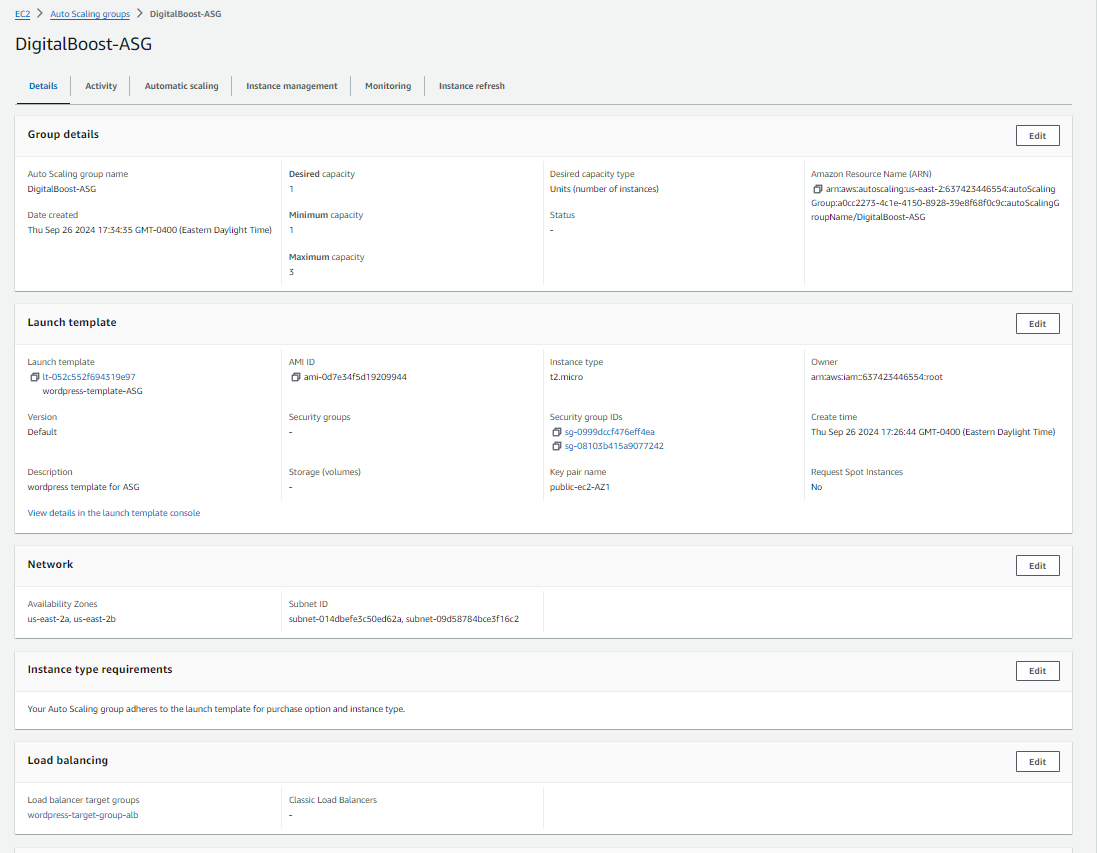 EC2 > Auto Scaling groups > DigitalBoost-ASG
DigitalBoost-ASG
Details
Activity
Automatic scaling
Instance management
Monitoring
Instance refresh
Group details
Edit
Auto Scaling group name
DigitalBoost-ASG
Date created
Thu Sep 26 2024 17:34:35 GMT-0400 (Eastern Daylight Time)
Desired capacity
1
Minimum capacity
1
Maximum capacity
3
Desired capacity type
Units (number of instances)
Status
-
Amazon Resource Name (ARN)
arn:aws:autoscaling:us-east-2:637423446554:autoScaling
Group:a0cc2273-4c1e-4150-8928-39e8f68f0c9c:autoScalingG
roupName/DigitalBoost-ASG
Launch template
Edit
Launch template
lt-052c552f694319e97
wordpress-template-ASG
Version
Default
Description
wordpress template for ASG
View details in the launch template console
AMI ID
ami-0d7e34f5d19209944
Security groups
-
Storage (volumes)
-
Instance type
t2.micro
Security group IDs
sg-0999dccf476eff4ea
sg-08103b415a9077242
Key pair name
public-ec2-AZ1
Owner
arn:aws:iam::637423446554:root
Create time
Thu Sep 26 2024 17:26:44 GMT-0400 (Eastern Daylight Time)
Request Spot Instances
No
Network
Edit
Availability Zones
us-east-2a, us-east-2b
Subnet ID
subnet-014dbefe3c50ed62a, subnet-09d58784bce3f16c2
Instance type requirements
Edit
Your Auto Scaling group adheres to the launch template for purchase option and instance type.
Load balancing
Edit
Load balancer target groups
wordpress-target-group-alb
Classic Load Balancers
-